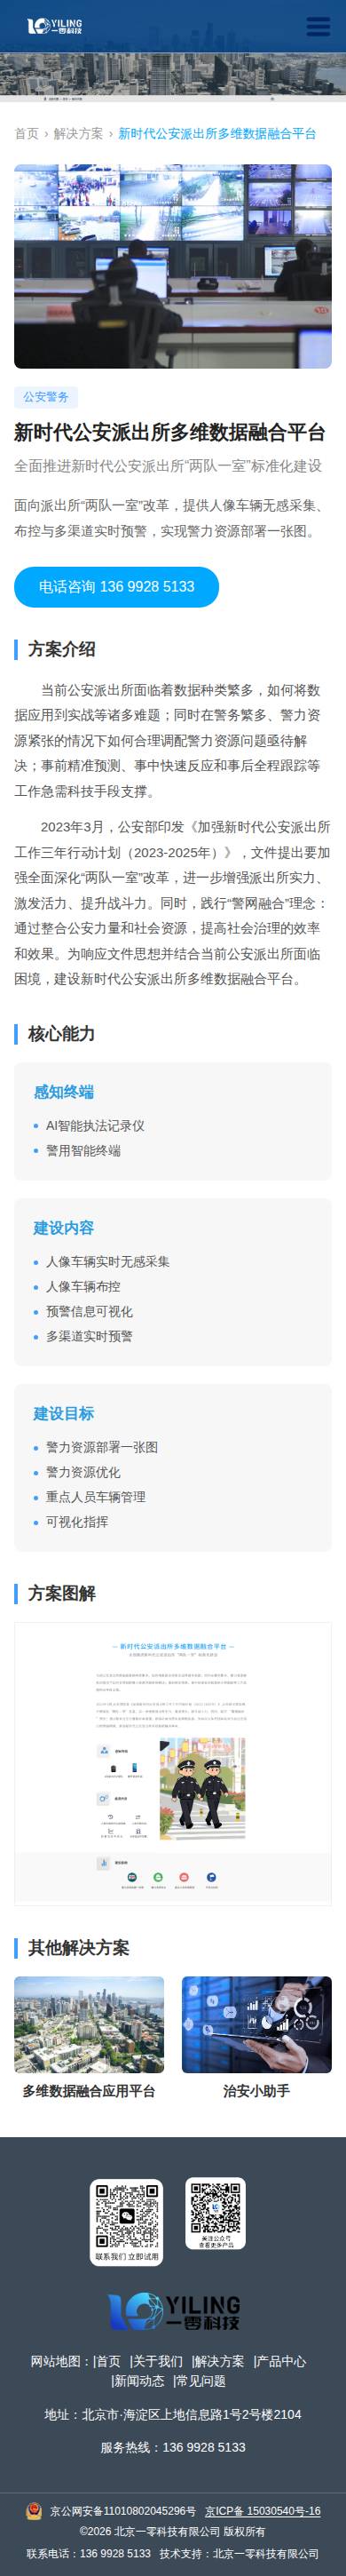 YILING
一零科技
首页 › 解决方案 › 新时代公安派出所多维数据融合平台
公安警务
新时代公安派出所多维数据融合平台
全面推进新时代公安派出所“两队一室”标准化建设
面向派出所“两队一室”改革，提供人像车辆无感采集、
布控与多渠道实时预警，实现警力资源部署一张图。
电话咨询 136 9928 5133
方案介绍
当前公安派出所面临着数据种类繁多，如何将数
据应用到实战等诸多难题；同时在警务繁多、警力资
源紧张的情况下如何合理调配警力资源问题亟待解
决；事前精准预测、事中快速反应和事后全程跟踪等
工作急需科技手段支撑。
2023年3月，公安部印发《加强新时代公安派出所
工作三年行动计划（2023-2025年）》，文件提出要加
强全面深化“两队一室”改革，进一步增强派出所实力、
激发活力、提升战斗力。同时，践行“警网融合”理念：
通过整合公安力量和社会资源，提高社会治理的效率
和效果。为响应文件思想并结合当前公安派出所面临
困境，建设新时代公安派出所多维数据融合平台。
核心能力
感知终端
AI智能执法记录仪
警用智能终端
建设内容
人像车辆实时无感采集
人像车辆布控
预警信息可视化
多渠道实时预警
建设目标
警力资源部署一张图
警力资源优化
重点人员车辆管理
可视化指挥
方案图解
新时代公安派出所多维数据融合平台
其他解决方案
多维数据融合应用平台
治安小助手
联系我们 立即试用
关注公众号
查看更多产品
YILING
一零科技
网站地图：|首页 |关于我们 |解决方案 |产品中心
|新闻动态 |常见问题
地址：北京市·海淀区上地信息路1号2号楼2104
服务热线：136 9928 5133
京公网安备11010802045296号 京ICP备 15030540号-16
©2026 北京一零科技有限公司 版权所有
联系电话：136 9928 5133 技术支持：北京一零科技有限公司